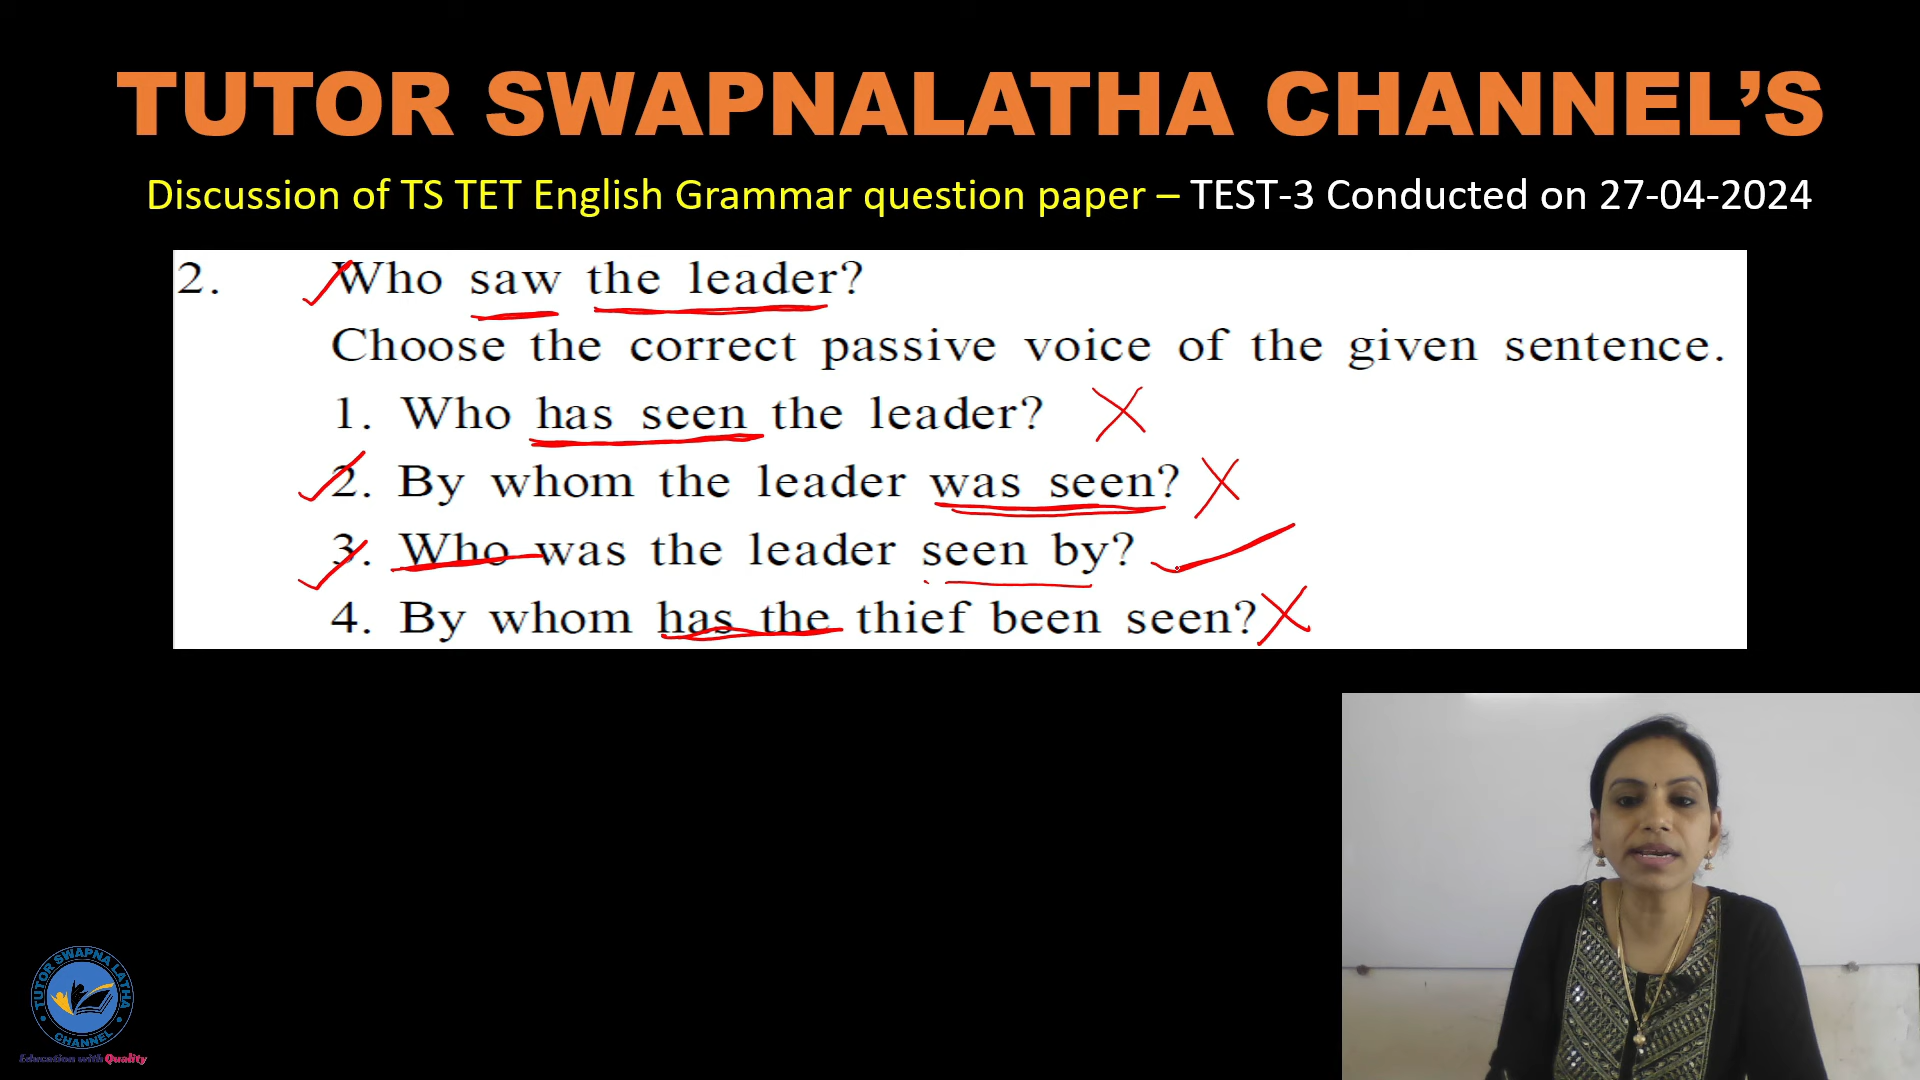 TUTOR SWAPNALATHA CHANNEL'S
Discussion of TS TET English Grammar question paper – TEST-3 Conducted on 27-04-2024
2. Who saw the leader?
Choose the correct passive voice of the given sentence.
1. Who has seen the leader?
2. By whom the leader was seen?
3. Who was the leader seen by?
4. By whom has the thief been seen?
TUTOR SWAPNA LATHA
CHANNEL
Education with Quality